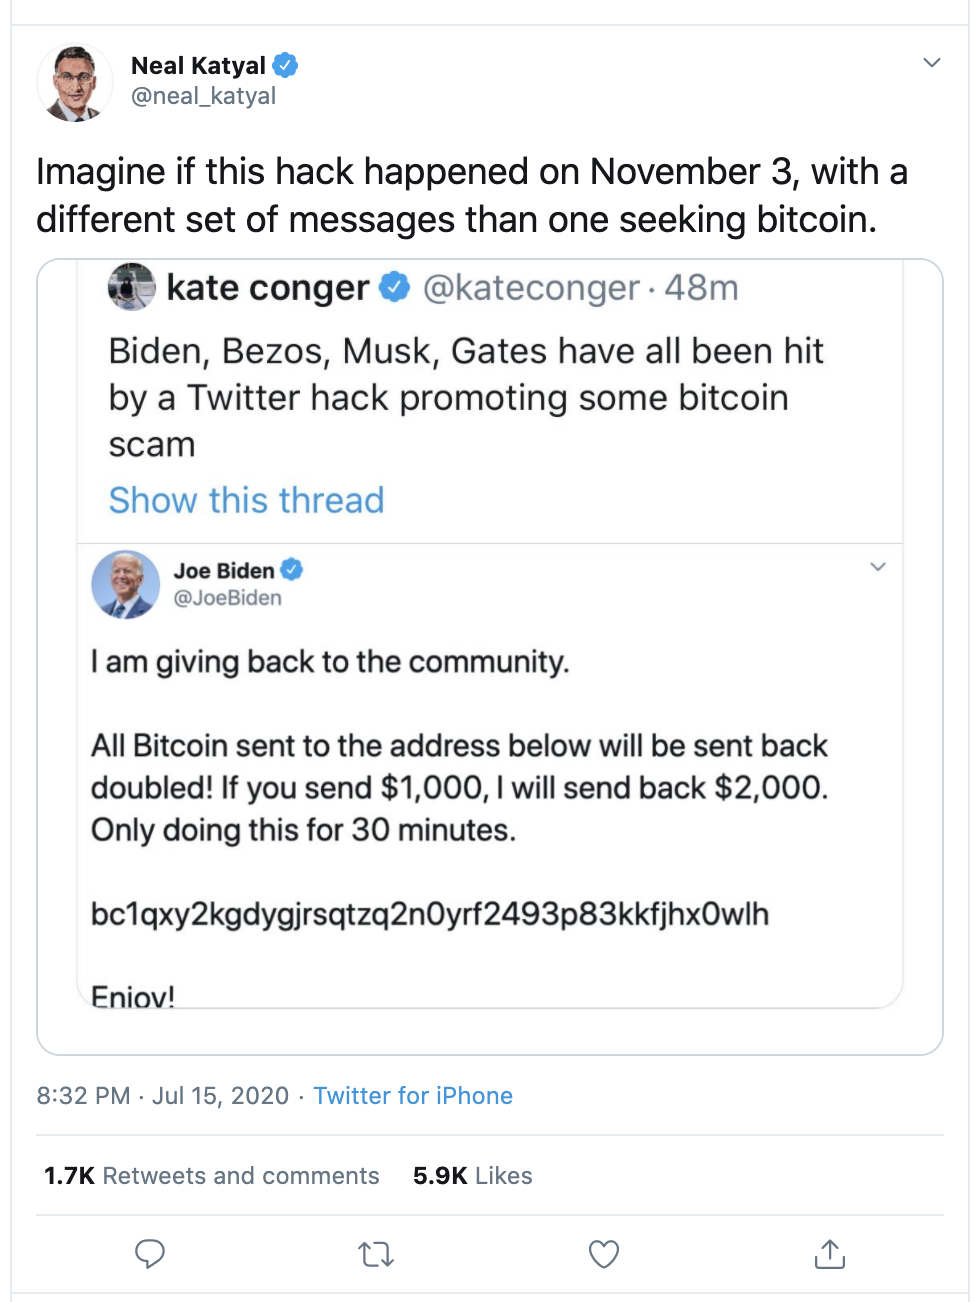 Neal Katyal
@neal_katyal
Imagine if this hack happened on November 3, with a
different set of messages than one seeking bitcoin.
kate conger @kateconger · 48m
Biden, Bezos, Musk, Gates have all been hit
by a Twitter hack promoting some bitcoin
scam
Show this thread
Joe Biden
@JoeBiden
I am giving back to the community.
All Bitcoin sent to the address below will be sent back
doubled! If you send $1,000, I will send back $2,000.
Only doing this for 30 minutes.
bc1qxy2kgdygjrsqtzq2n0yrf2493p83kkfjhx0wlh
Enjoy!
8:32 PM · Jul 15, 2020 · Twitter for iPhone
1.7K Retweets and comments 5.9K Likes